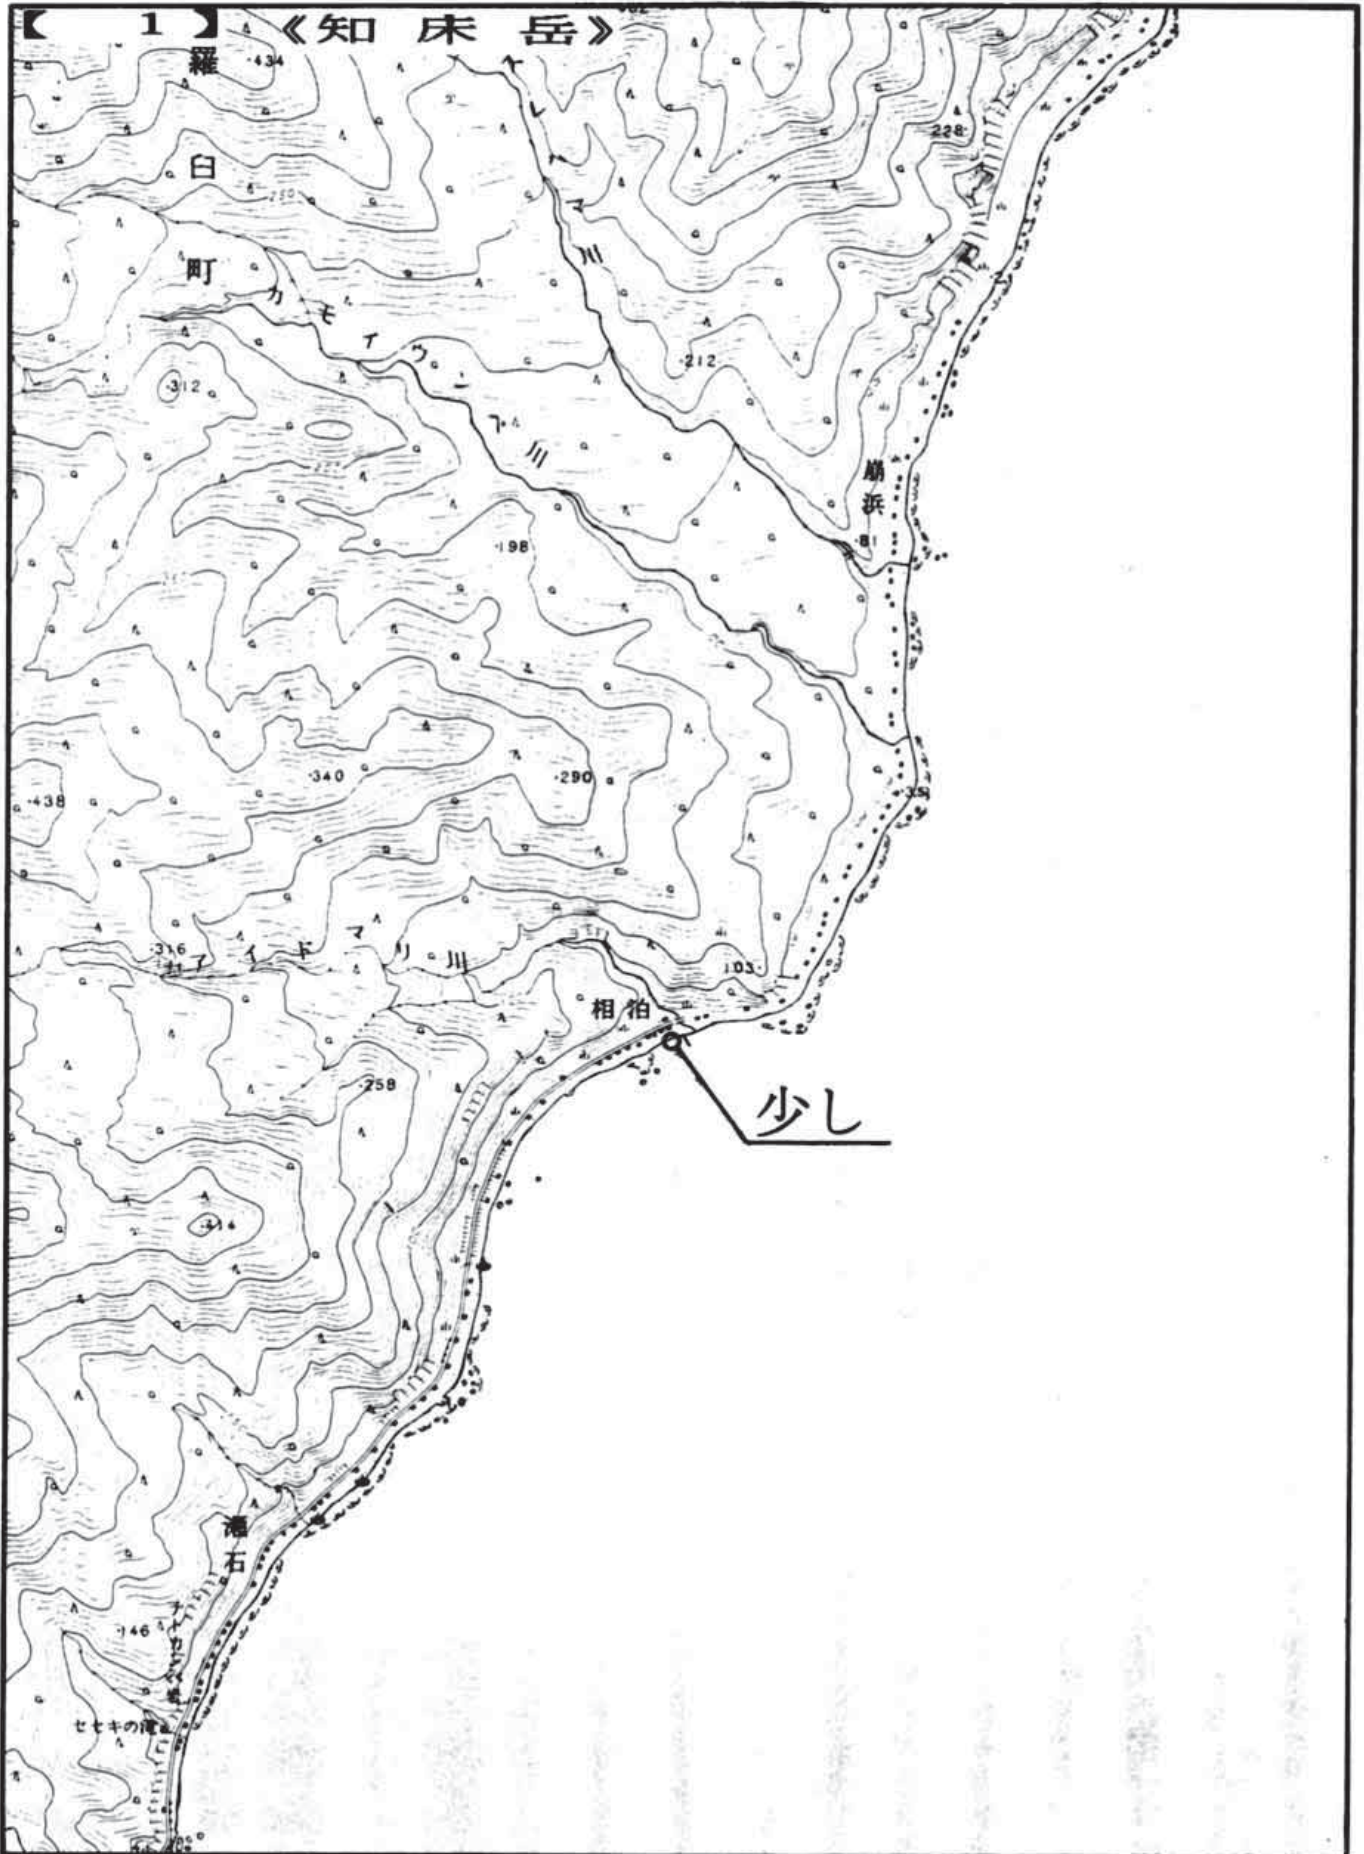 【 1 】 《知床岳》
羅臼町
・434
228
250
マ川
カモイウンベ川
・312
・212
崩浜
・81
・198
・340
・290
・438
・35
・316
アイドマリ川
103・
相泊
少し
・258
・414
瀬石
・146
セセキの滝